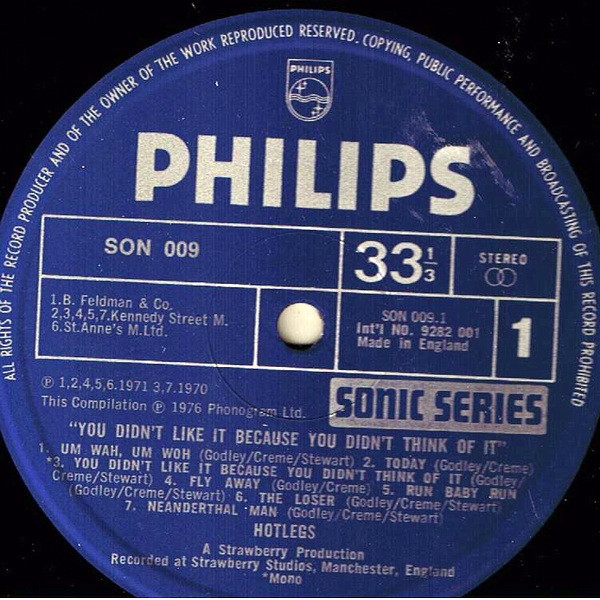 ALL RIGHTS OF THE RECORD PRODUCER AND OF THE OWNER OF THE WORK REPRODUCED RESERVED. COPYING, PUBLIC PERFORMANCE AND BROADCASTING OF THIS RECORD PROHIBITED
PHILIPS
PHILIPS
SON 009
33 1/3
STEREO
1.B. Feldman & Co.
2,3,4,5,7.Kennedy Street M.
6.St.Anne's M.Ltd.
SON 009.1
Int'l NO. 9282 001
Made in England
1
℗ 1,2,4,5,6.1971 3,7.1970
This Compilation ℗ 1976 Phonogram Ltd.
SONIC SERIES
"YOU DIDN'T LIKE IT BECAUSE YOU DIDN'T THINK OF IT"
1. UM WAH, UM WOH (Godley/Creme/Stewart) 2. TODAY (Godley/Creme)
*3. YOU DIDN'T LIKE IT BECAUSE YOU DIDN'T THINK OF IT (Godley/
Creme/Stewart) 4. FLY AWAY (Godley/Creme) 5. RUN BABY RUN
(Godley/Creme/Stewart) 6. THE LOSER (Godley/Creme/Stewart)
7. NEANDERTHAL MAN (Godley/Creme/Stewart)
HOTLEGS
A Strawberry Production
Recorded at Strawberry Studios, Manchester, England
*Mono